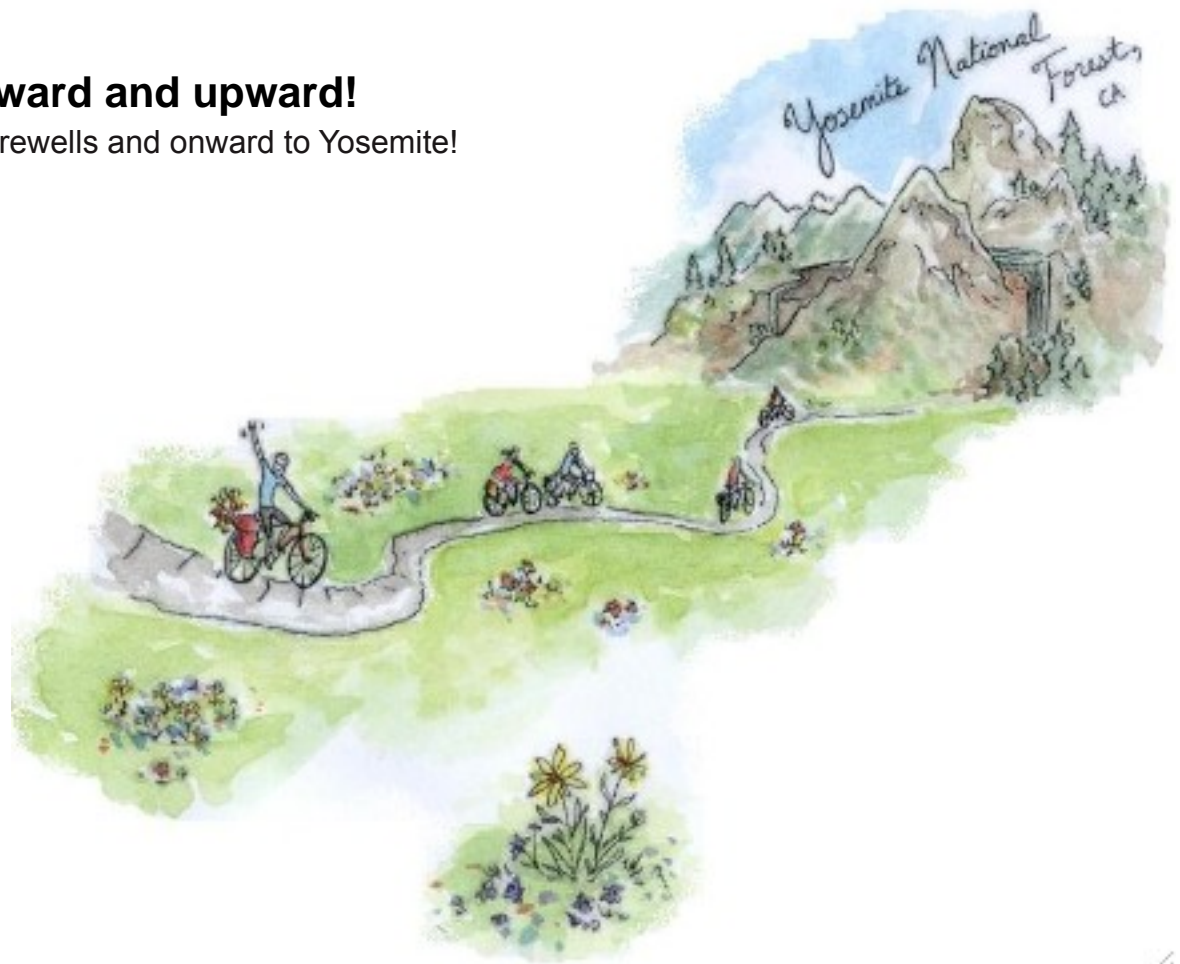 ward and upward!
rewells and onward to Yosemite!
Yosemite National
Forest,
CA